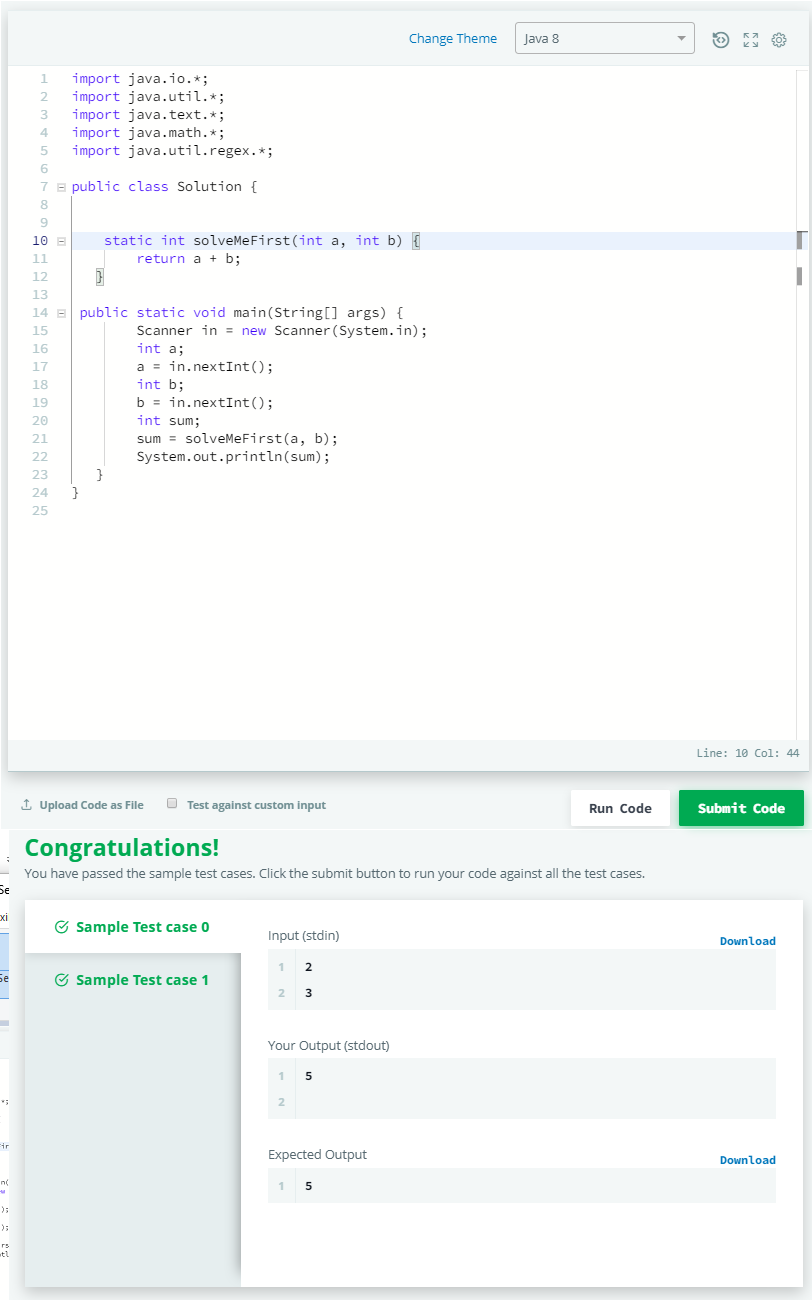 Change Theme Java 8
1 import java.io.*;
2 import java.util.*;
3 import java.text.*;
4 import java.math.*;
5 import java.util.regex.*;
6
7 public class Solution {
8
9
10 static int solveMeFirst(int a, int b) {
11 return a + b;
12 }
13
14 public static void main(String[] args) {
15 Scanner in = new Scanner(System.in);
16 int a;
17 a = in.nextInt();
18 int b;
19 b = in.nextInt();
20 int sum;
21 sum = solveMeFirst(a, b);
22 System.out.println(sum);
23 }
24 }
25
Line: 10 Col: 44
Upload Code as File Test against custom input Run Code Submit Code
Congratulations!
You have passed the sample test cases. Click the submit button to run your code against all the test cases.
Sample Test case 0
Sample Test case 1
Input (stdin) Download
1 2
2 3
Your Output (stdout)
1 5
2
Expected Output Download
1 5